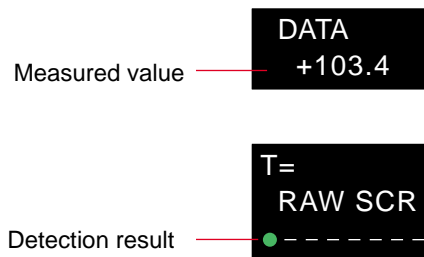 DATA
Measured value
+103.4
T=
RAW SCR
Detection result